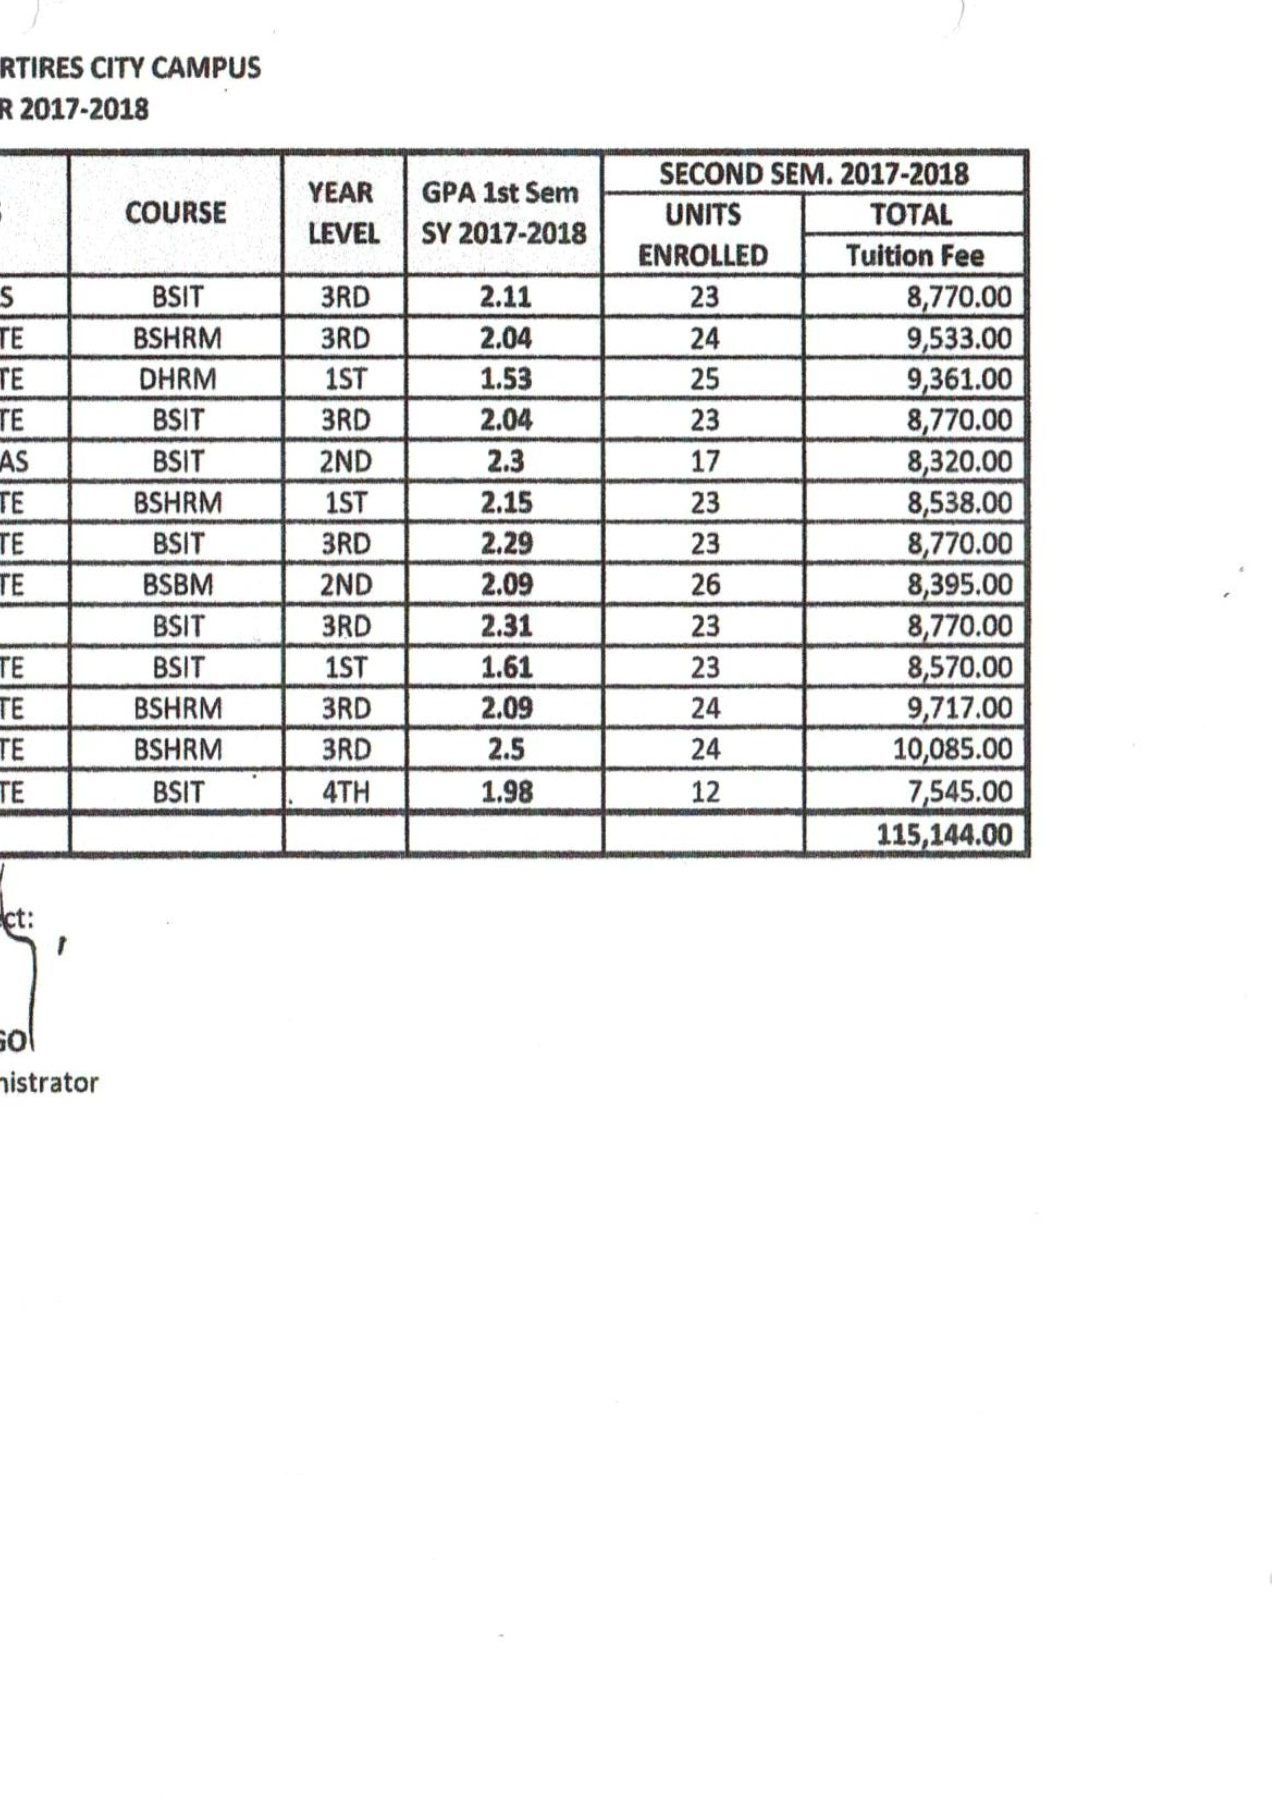 RTIRES CITY CAMPUS
R 2017-2018
COURSE YEAR LEVEL GPA 1st Sem SY 2017-2018 SECOND SEM. 2017-2018
UNITS ENROLLED TOTAL
Tuition Fee
S BSIT 3RD 2.11 23 8,770.00
TE BSHRM 3RD 2.04 24 9,533.00
TE DHRM 1ST 1.53 25 9,361.00
TE BSIT 3RD 2.04 23 8,770.00
AS BSIT 2ND 2.3 17 8,320.00
TE BSHRM 1ST 2.15 23 8,538.00
TE BSIT 3RD 2.29 23 8,770.00
TE BSBM 2ND 2.09 26 8,395.00
BSIT 3RD 2.31 23 8,770.00
TE BSIT 1ST 1.61 23 8,570.00
TE BSHRM 3RD 2.09 24 9,717.00
TE BSHRM 3RD 2.5 24 10,085.00
TE BSIT 4TH 1.98 12 7,545.00
115,144.00
ct:
GO
nistrator